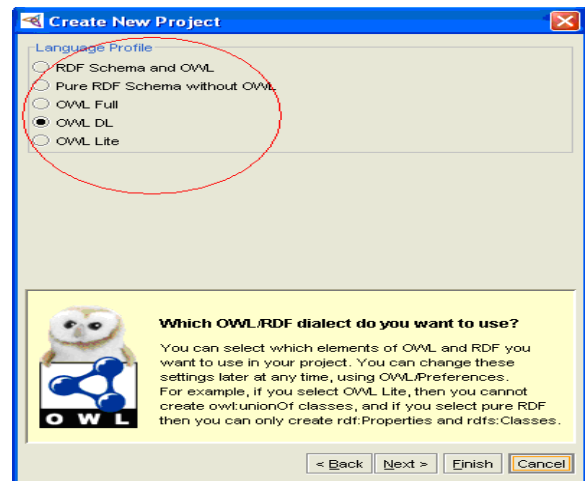 Create New Project
Language Profile
RDF Schema and OWL
Pure RDF Schema without OWL
OWL Full
OWL DL
OWL Lite
Which OWL/RDF dialect do you want to use?
You can select which elements of OWL and RDF you
want to use in your project. You can change these
settings later at any time, using OWL/Preferences.
For example, if you select OWL Lite, then you cannot
create owl:unionOf classes, and if you select pure RDF
then you can only create rdf:Properties and rdfs:Classes.
O W L
< Back Next > Finish Cancel